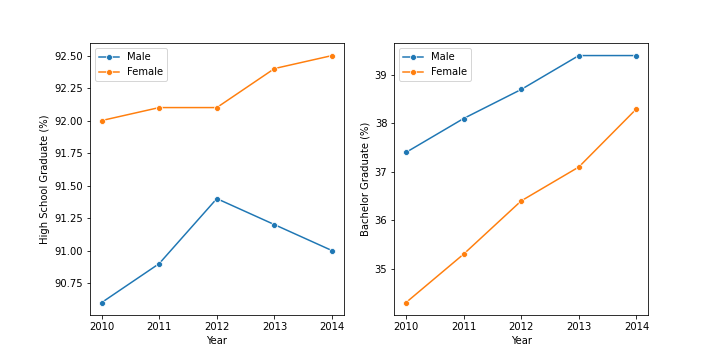 Male
Female
92.50
92.25
92.00
91.75
91.50
91.25
91.00
90.75
High School Graduate (%)
2010 2011 2012 2013 2014
Year
Male
Female
39
38
37
36
35
Bachelor Graduate (%)
2010 2011 2012 2013 2014
Year